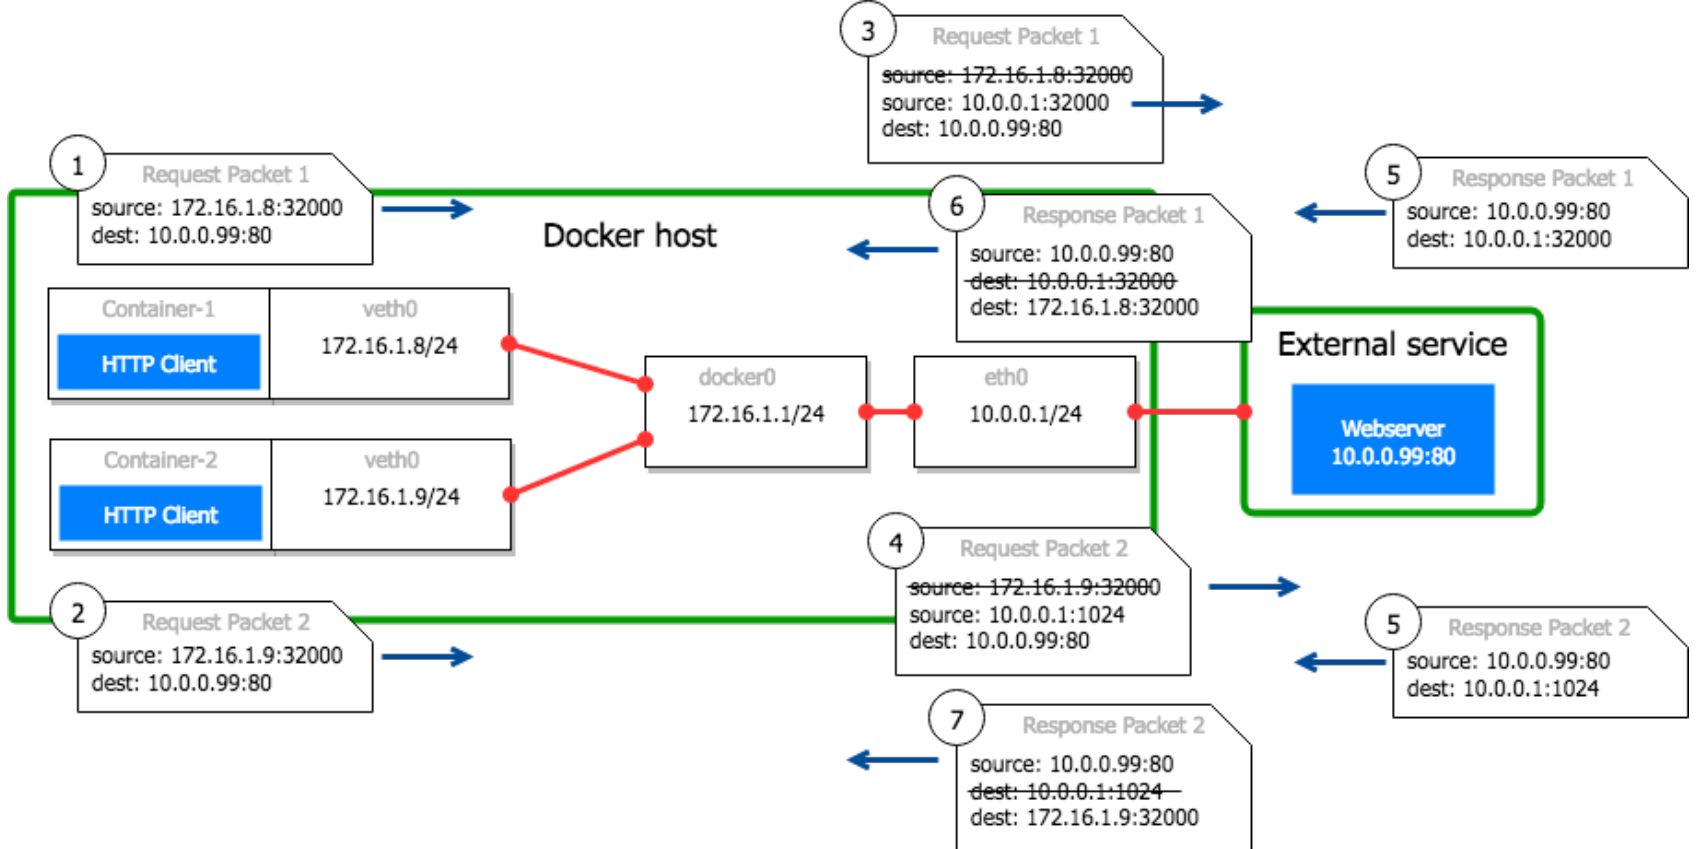 3
Request Packet 1
source: 172.16.1.8:32000
source: 10.0.0.1:32000
dest: 10.0.0.99:80
1
Request Packet 1
source: 172.16.1.8:32000
dest: 10.0.0.99:80
Docker host
6
Response Packet 1
source: 10.0.0.99:80
dest: 10.0.0.1:32000
dest: 172.16.1.8:32000
5
Response Packet 1
source: 10.0.0.99:80
dest: 10.0.0.1:32000
Container-1
HTTP Client
veth0
172.16.1.8/24
docker0
172.16.1.1/24
eth0
10.0.0.1/24
External service
Webserver
10.0.0.99:80
Container-2
HTTP Client
veth0
172.16.1.9/24
2
Request Packet 2
source: 172.16.1.9:32000
dest: 10.0.0.99:80
4
Request Packet 2
source: 172.16.1.9:32000
source: 10.0.0.1:1024
dest: 10.0.0.99:80
5
Response Packet 2
source: 10.0.0.99:80
dest: 10.0.0.1:1024
7
Response Packet 2
source: 10.0.0.99:80
dest: 10.0.0.1:1024
dest: 172.16.1.9:32000